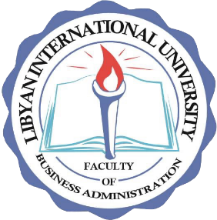 LIBYAN INTERNATIONAL UNIVERSITY
FACULTY
OF
BUSINESS ADMINISTRATION